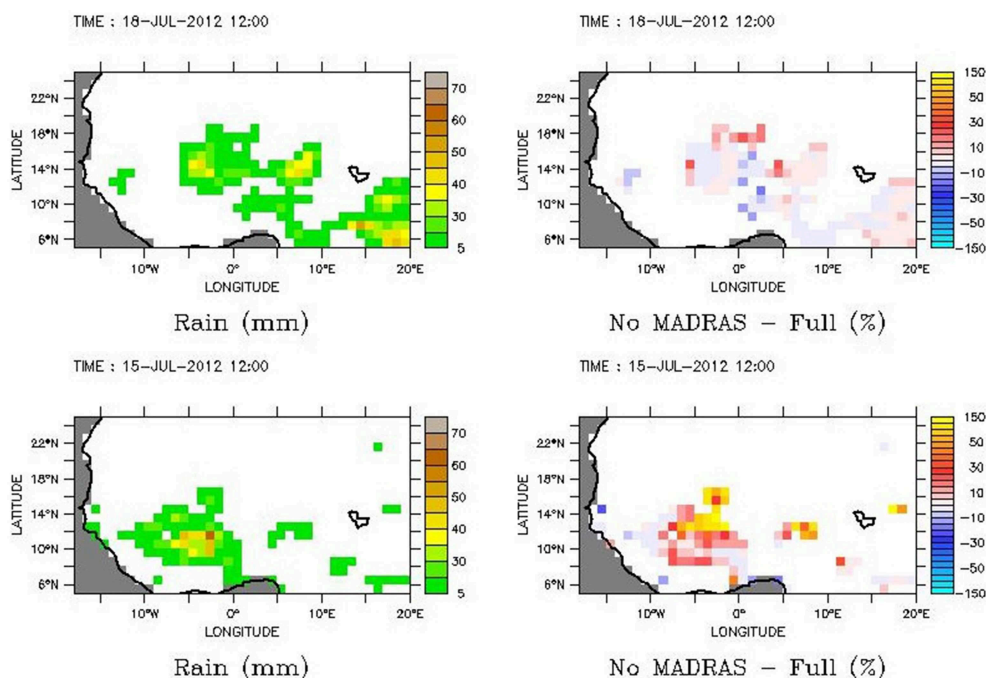 TIME : 18-JUL-2012 12:00
TIME : 18-JUL-2012 12:00
22°N
18°N
14°N
10°N
6°N
LATITUDE
10°W 0° 10°E 20°E
LONGITUDE
70
60
50
40
30
5
Rain (mm)
22°N
18°N
14°N
10°N
6°N
LATITUDE
10°W 0° 10°E 20°E
LONGITUDE
150
50
30
10
-10
-30
-50
-150
No MADRAS - Full (%)
TIME : 15-JUL-2012 12:00
TIME : 15-JUL-2012 12:00
22°N
18°N
14°N
10°N
6°N
LATITUDE
10°W 0° 10°E 20°E
LONGITUDE
70
60
50
40
30
5
Rain (mm)
22°N
18°N
14°N
10°N
6°N
LATITUDE
10°W 0° 10°E 20°E
LONGITUDE
150
50
30
10
-10
-30
-50
-150
No MADRAS - Full (%)